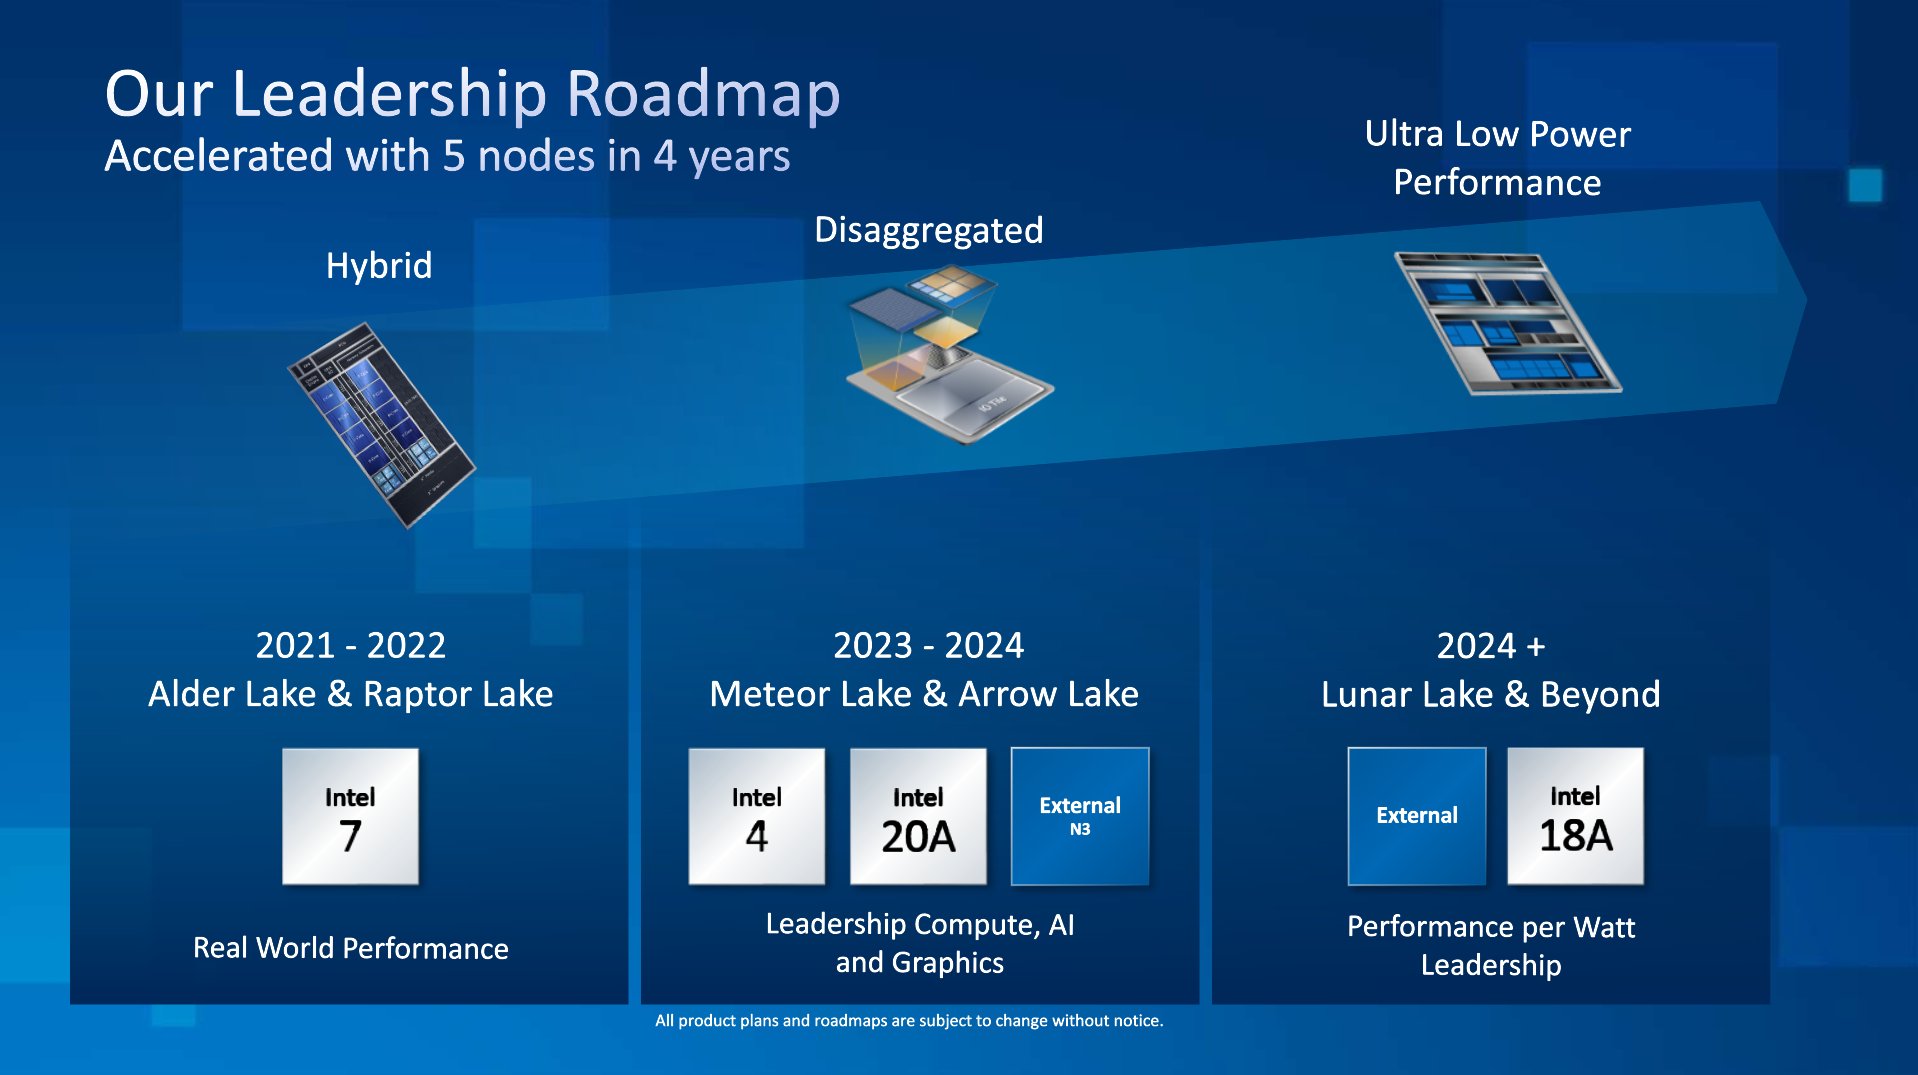 Our Leadership Roadmap
Accelerated with 5 nodes in 4 years
Hybrid
Disaggregated
Ultra Low Power
Performance
IO Tile
2021 - 2022
Alder Lake & Raptor Lake
Intel
7
Real World Performance
2023 - 2024
Meteor Lake & Arrow Lake
Intel
4
Intel
20A
External
N3
Leadership Compute, AI
and Graphics
2024 +
Lunar Lake & Beyond
External
Intel
18A
Performance per Watt
Leadership
All product plans and roadmaps are subject to change without notice.